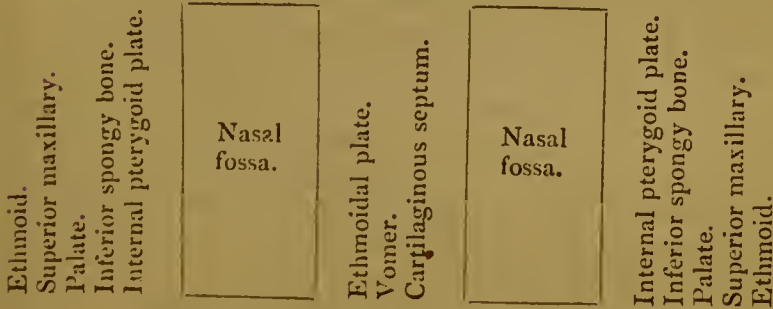 Ethmoid.
Superior maxillary.
Palate.
Inferior spongy bone.
Internal pterygoid plate.
Nasal
fossa.
Ethmoidal plate.
Vomer.
Cartilaginous septum.
Nasal
fossa.
Internal pterygoid plate.
Inferior spongy bone.
Palate.
Superior maxillary.
Ethmoid.